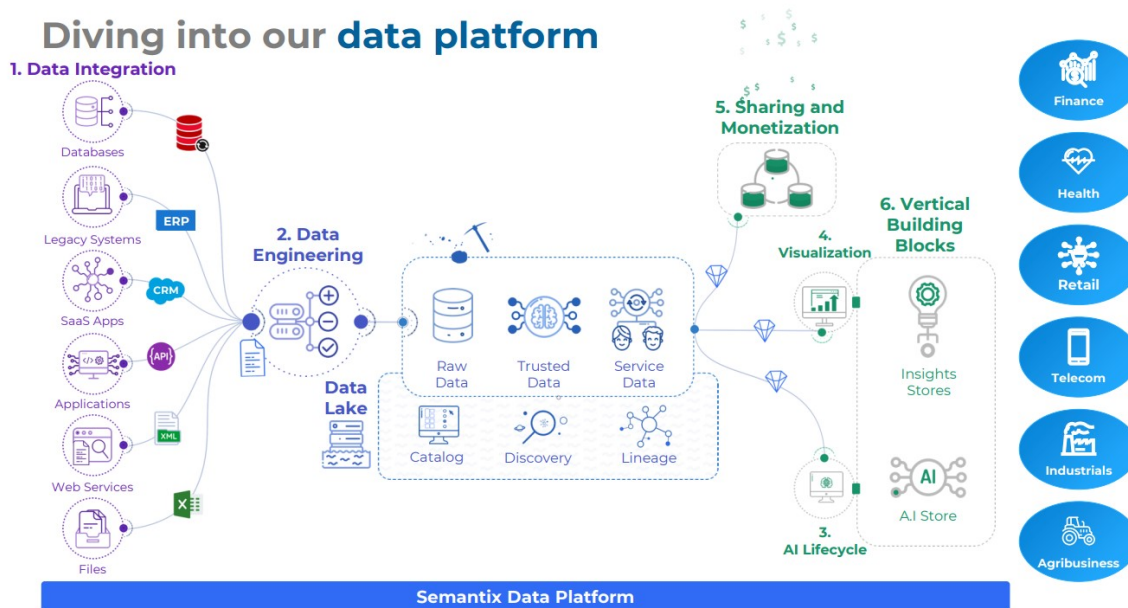 Diving into our data platform
1. Data Integration
Databases
Legacy Systems
ERP
SaaS Apps
CRM
Applications
{API}
Web Services
XML
Files
X
2. Data
Engineering
Data
Lake
Raw
Data
Trusted
Data
Service
Data
Catalog
Discovery
Lineage
$ $ $ $ $ $ $ $
$ $ $ $ $
5. Sharing and
Monetization
4.
Visualization
3.
AI Lifecycle
6. Vertical
Building
Blocks
Insights
Stores
AI
A.I Store
Finance
Health
Retail
Telecom
Industrials
Agribusiness
Semantix Data Platform